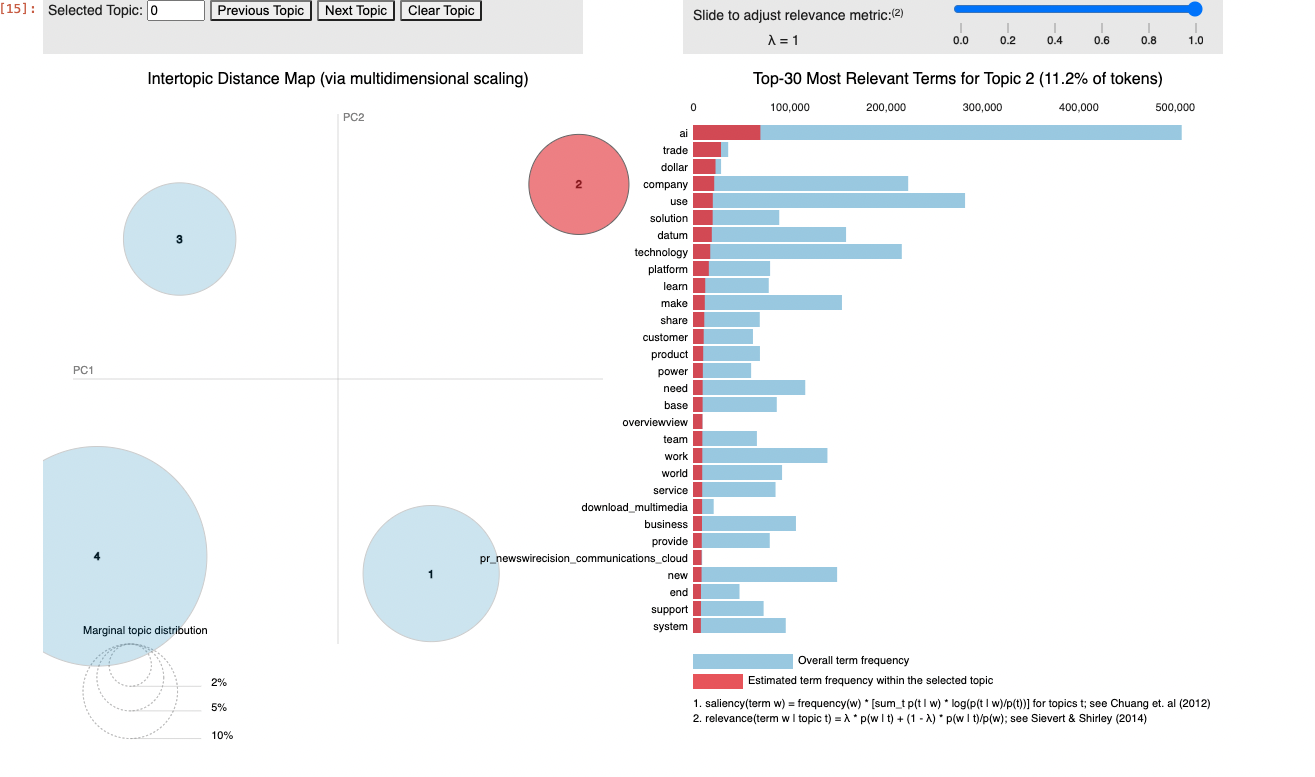 [15]:
Selected Topic: 0 Previous Topic Next Topic Clear Topic
Slide to adjust relevance metric:(2)
λ = 1
0.0 0.2 0.4 0.6 0.8 1.0
Intertopic Distance Map (via multidimensional scaling)
PC2
PC1
2
3
4
1
Marginal topic distribution
2%
5%
10%
Top-30 Most Relevant Terms for Topic 2 (11.2% of tokens)
0 100,000 200,000 300,000 400,000 500,000
ai
trade
dollar
company
use
solution
datum
technology
platform
learn
make
share
customer
product
power
need
base
overviewview
team
work
world
service
download_multimedia
business
provide
pr_newswirecision_communications_cloud
new
end
support
system
Overall term frequency
Estimated term frequency within the selected topic
1. saliency(term w) = frequency(w) * [sum_t p(t | w) * log(p(t | w)/p(t))] for topics t; see Chuang et. al (2012)
2. relevance(term w | topic t) = λ * p(w | t) + (1 - λ) * p(w | t)/p(w); see Sievert & Shirley (2014)